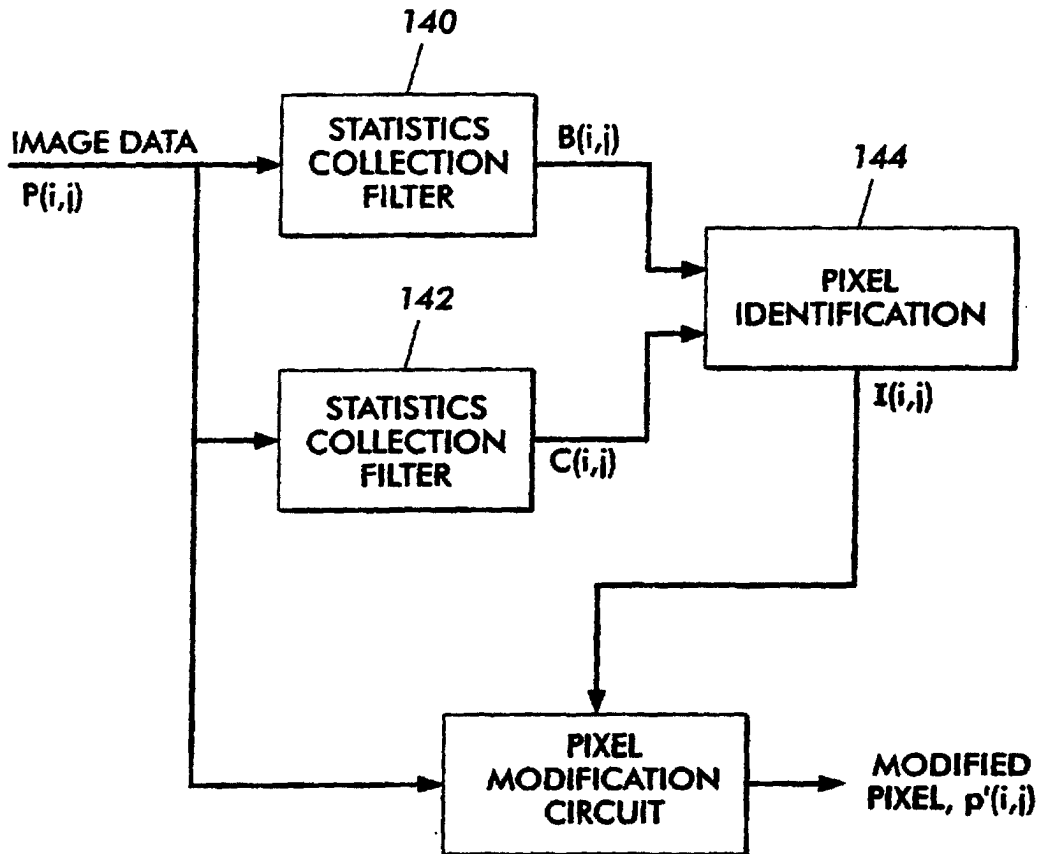 140
STATISTICS
COLLECTION
FILTER
IMAGE DATA
P(i,j)
B(i,j)
144
PIXEL
IDENTIFICATION
142
STATISTICS
COLLECTION
FILTER
C(i,j)
I(i,j)
PIXEL
MODIFICATION
CIRCUIT
MODIFIED
PIXEL, p'(i,j)